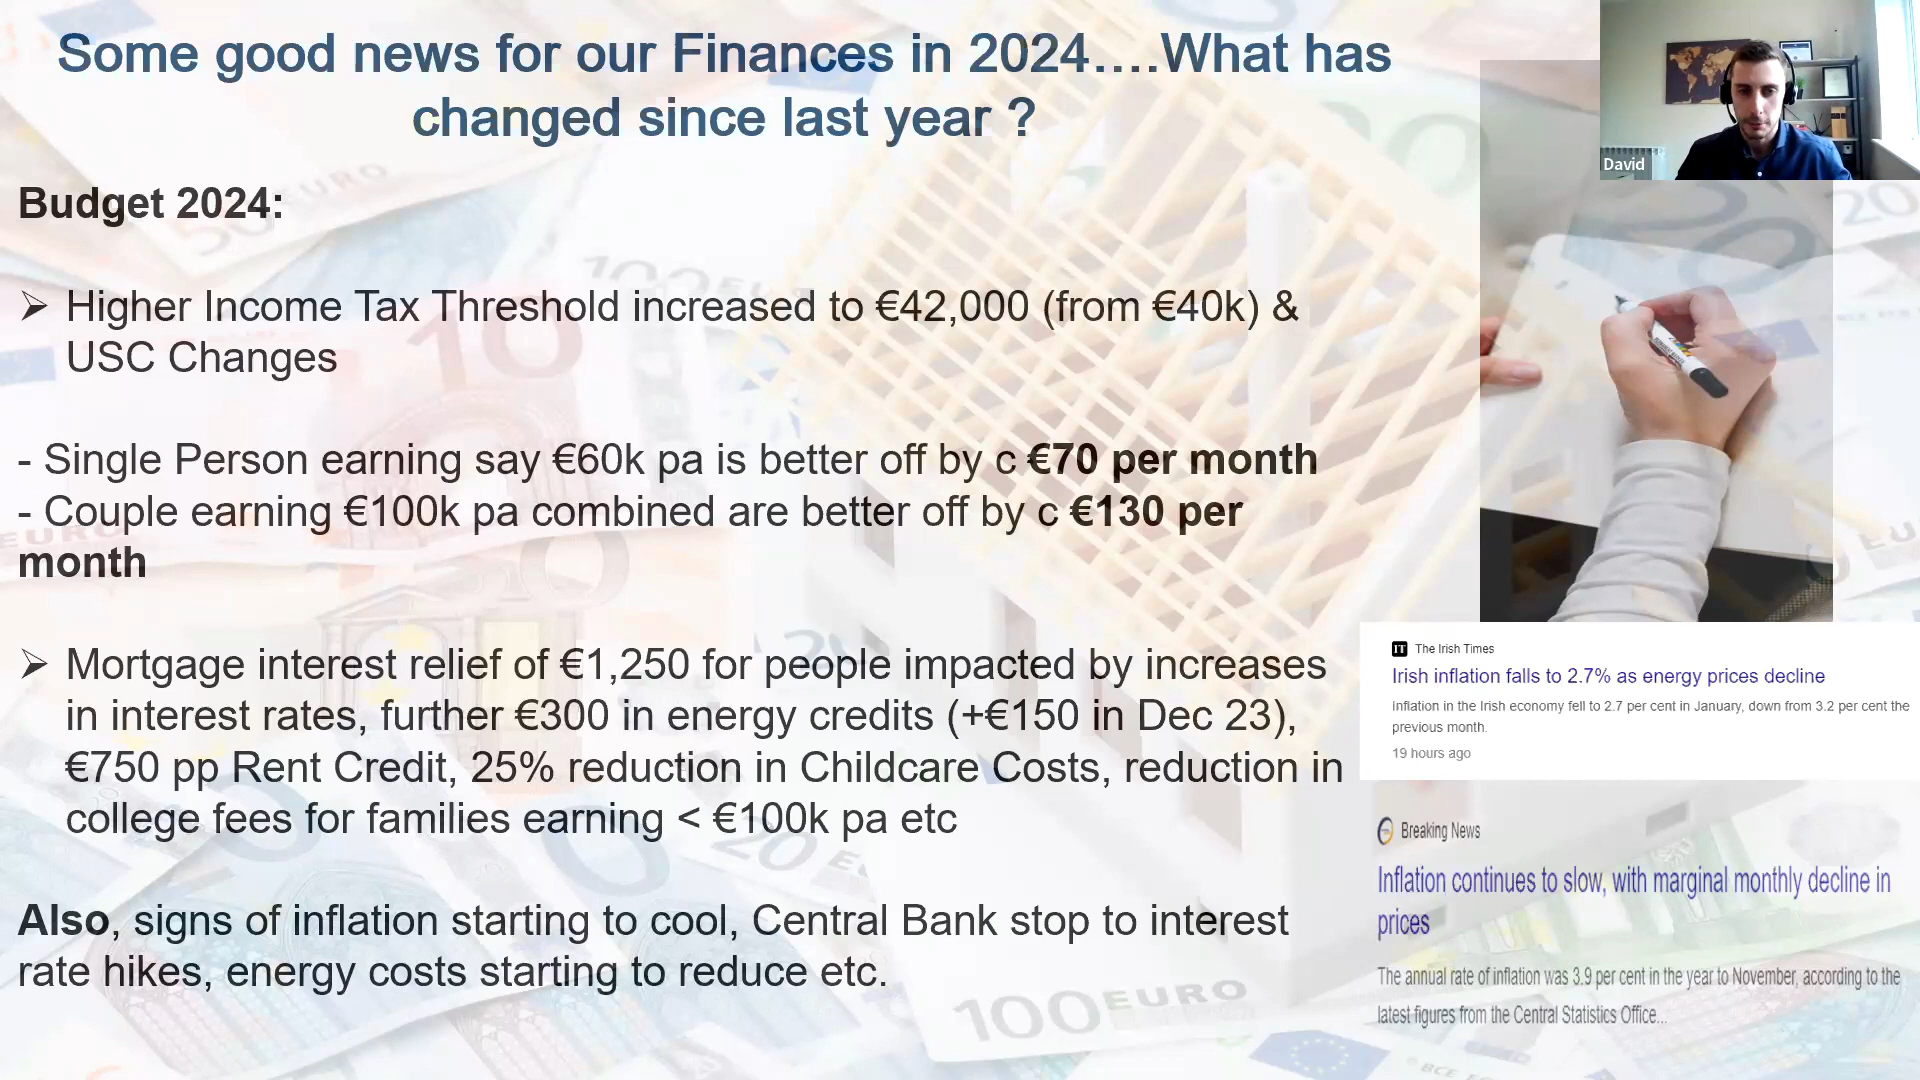 Some good news for our Finances in 2024....What has
changed since last year ?
David
Budget 2024:
➢ Higher Income Tax Threshold increased to €42,000 (from €40k) &
USC Changes
- Single Person earning say €60k pa is better off by c €70 per month
- Couple earning €100k pa combined are better off by c €130 per
month
➢ Mortgage interest relief of €1,250 for people impacted by increases
in interest rates, further €300 in energy credits (+€150 in Dec 23),
€750 pp Rent Credit, 25% reduction in Childcare Costs, reduction in
college fees for families earning < €100k pa etc
Also, signs of inflation starting to cool, Central Bank stop to interest
rate hikes, energy costs starting to reduce etc.
IT The Irish Times
Irish inflation falls to 2.7% as energy prices decline
Inflation in the Irish economy fell to 2.7 per cent in January, down from 3.2 per cent the
previous month.
19 hours ago
Breaking News
Inflation continues to slow, with marginal monthly decline in
prices
The annual rate of inflation was 3.9 per cent in the year to November, according to the
latest figures from the Central Statistics Office...
100 EURO